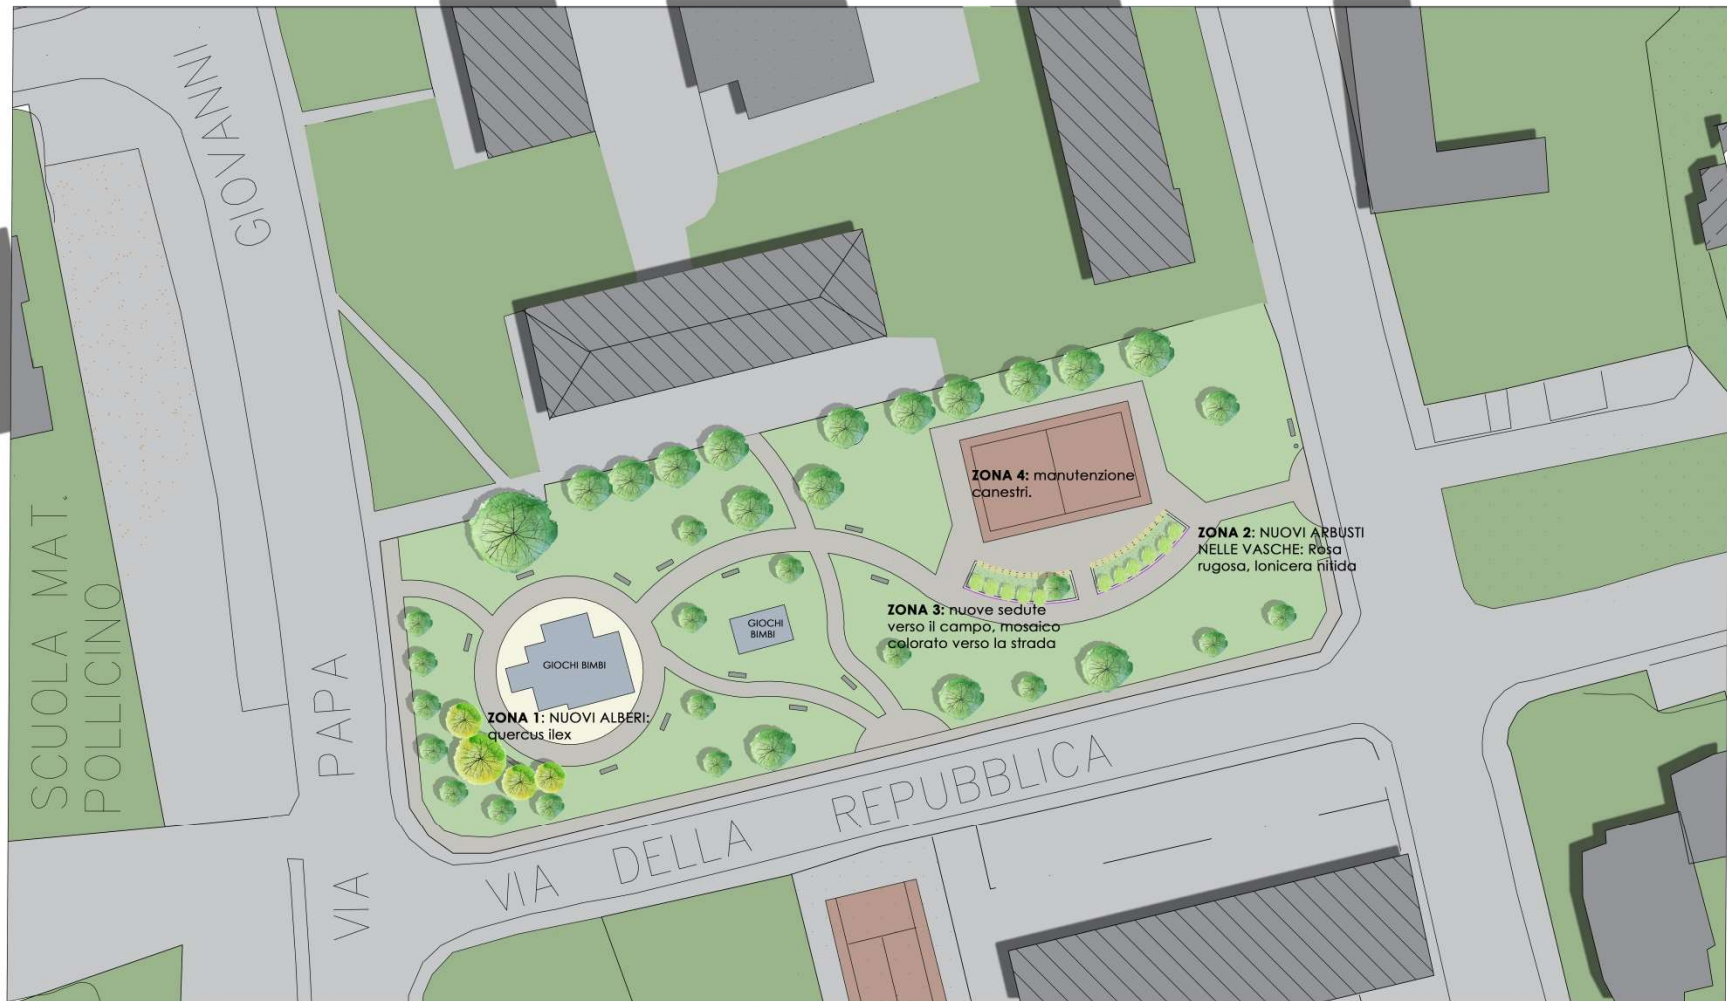 GIOVANNI
ZONA 4: manutenzione
canestri.
ZONA 2: NUOVI ARBUSTI
NELLE VASCHE: Rosa
rugosa, lonicera nitida
ZONA 3: nuove sedute
verso il campo, mosaico
colorato verso la strada
GIOCHI
BIMBI
GIOCHI BIMBI
ZONA 1: NUOVI ALBERI:
quercus ilex
SCUOLA MAT.
POLLICINO
PAPA
VIA
VIA DELLA REPUBBLICA